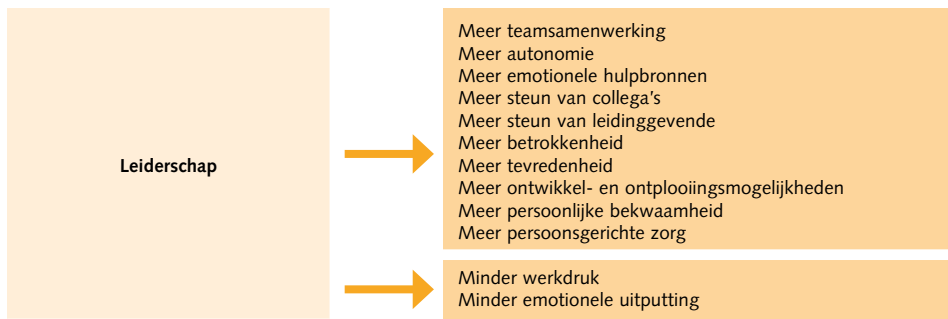 Leiderschap
Meer teamsamenwerking
Meer autonomie
Meer emotionele hulpbronnen
Meer steun van collega's
Meer steun van leidinggevende
Meer betrokkenheid
Meer tevredenheid
Meer ontwikkel- en ontplooiingsmogelijkheden
Meer persoonlijke bekwaamheid
Meer persoonsgerichte zorg
Minder werkdruk
Minder emotionele uitputting